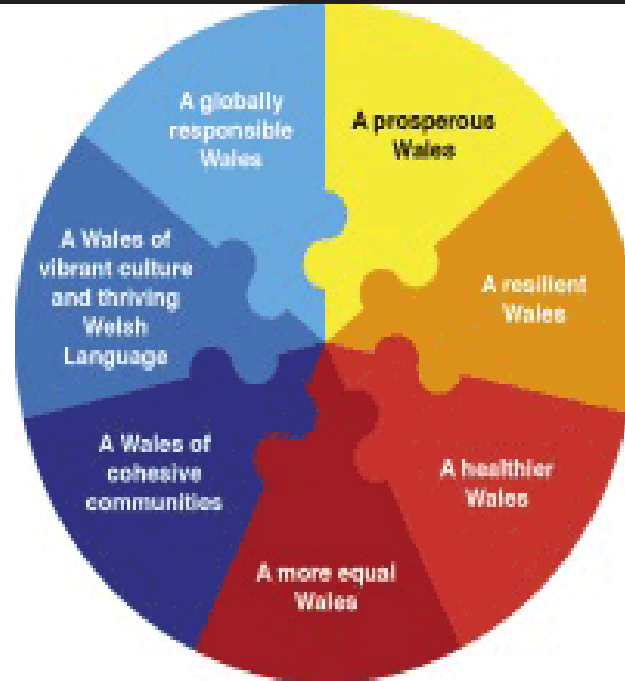 A prosperous
Wales
A resilient
Wales
A healthier
Wales
A more equal
Wales
A Wales of
cohesive
communities
A Wales of
vibrant culture
and thriving
Welsh
Language
A globally
responsible
Wales